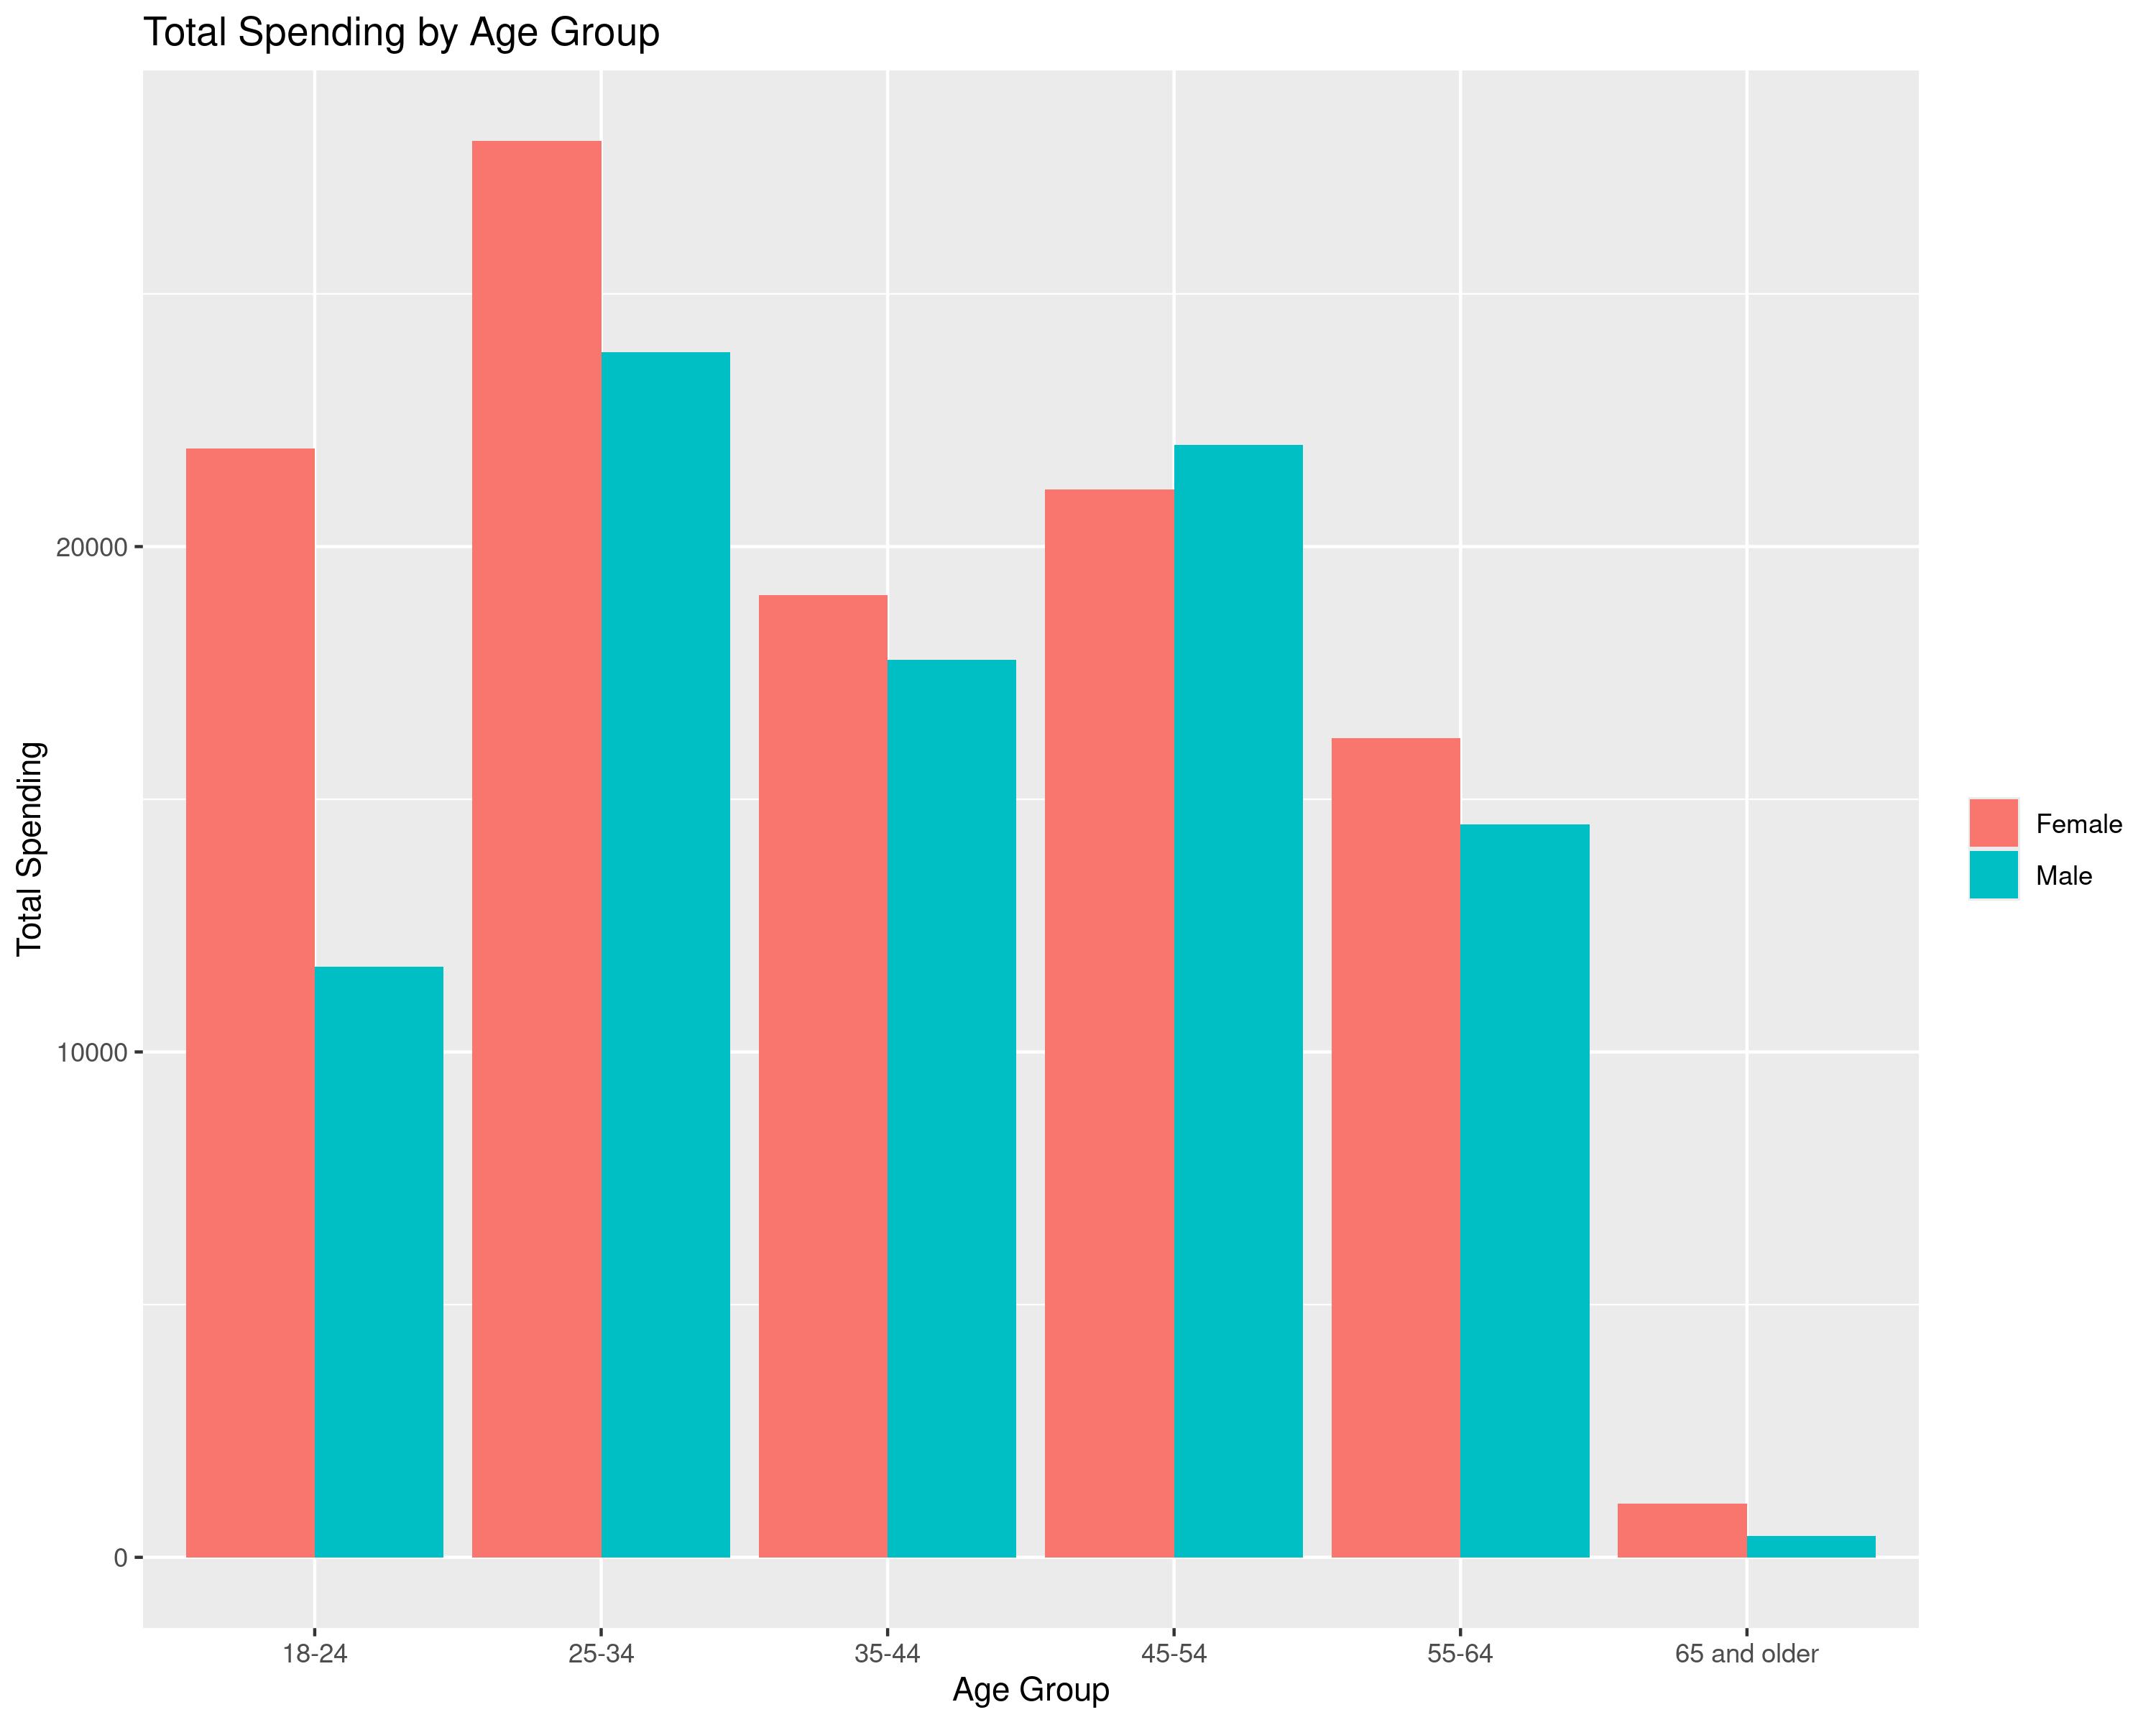 Total Spending by Age Group
Total Spending
20000
10000
0
18-24 25-34 35-44 45-54 55-64 65 and older
Age Group
Female
Male